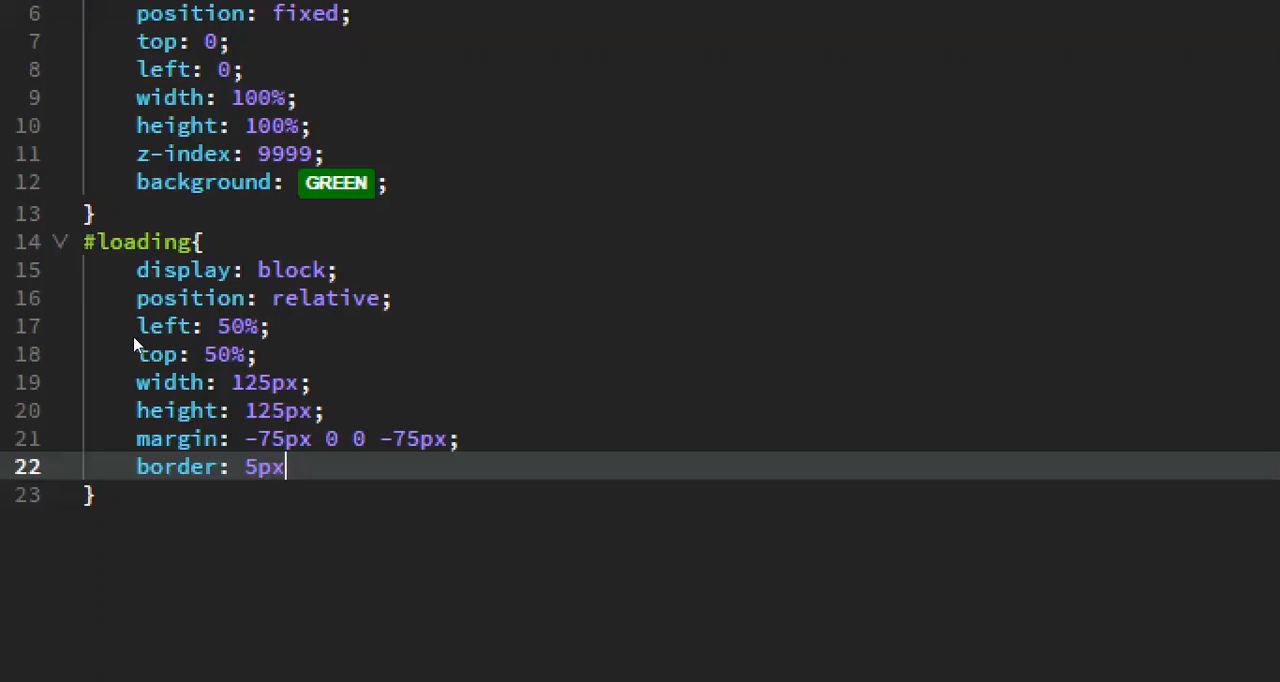 6 position: fixed;
7 top: 0;
8 left: 0;
9 width: 100%;
10 height: 100%;
11 z-index: 9999;
12 background: GREEN ;
13 }
14 #loading{
15 display: block;
16 position: relative;
17 left: 50%;
18 top: 50%;
19 width: 125px;
20 height: 125px;
21 margin: -75px 0 0 -75px;
22 border: 5px
23 }